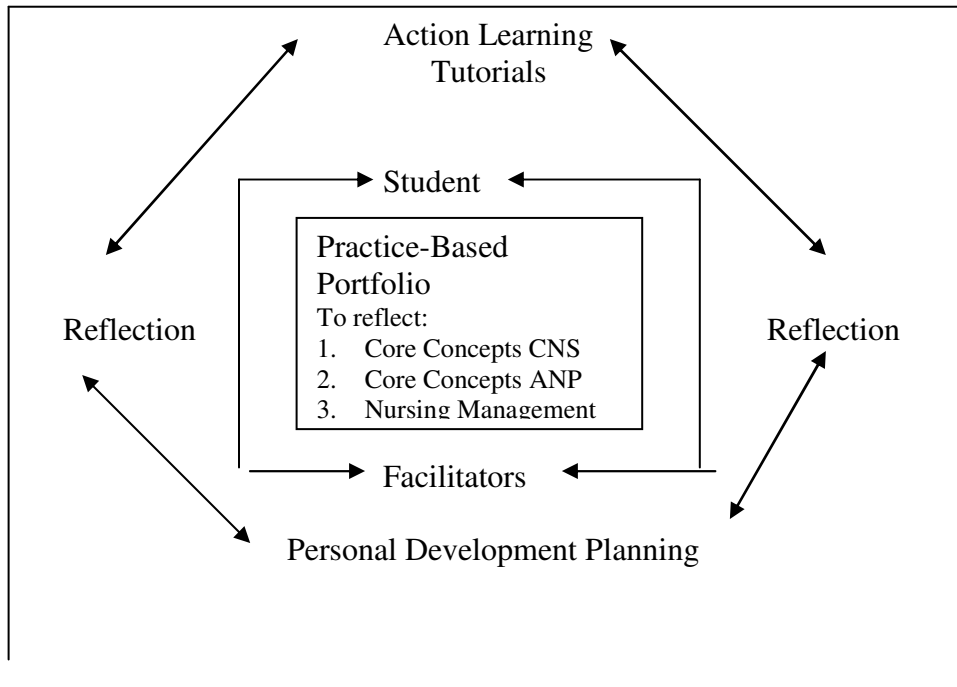 Action Learning
Tutorials
Student
Practice-Based
Portfolio
To reflect:
1. Core Concepts CNS
2. Core Concepts ANP
3. Nursing Management
Reflection
Reflection
Facilitators
Personal Development Planning